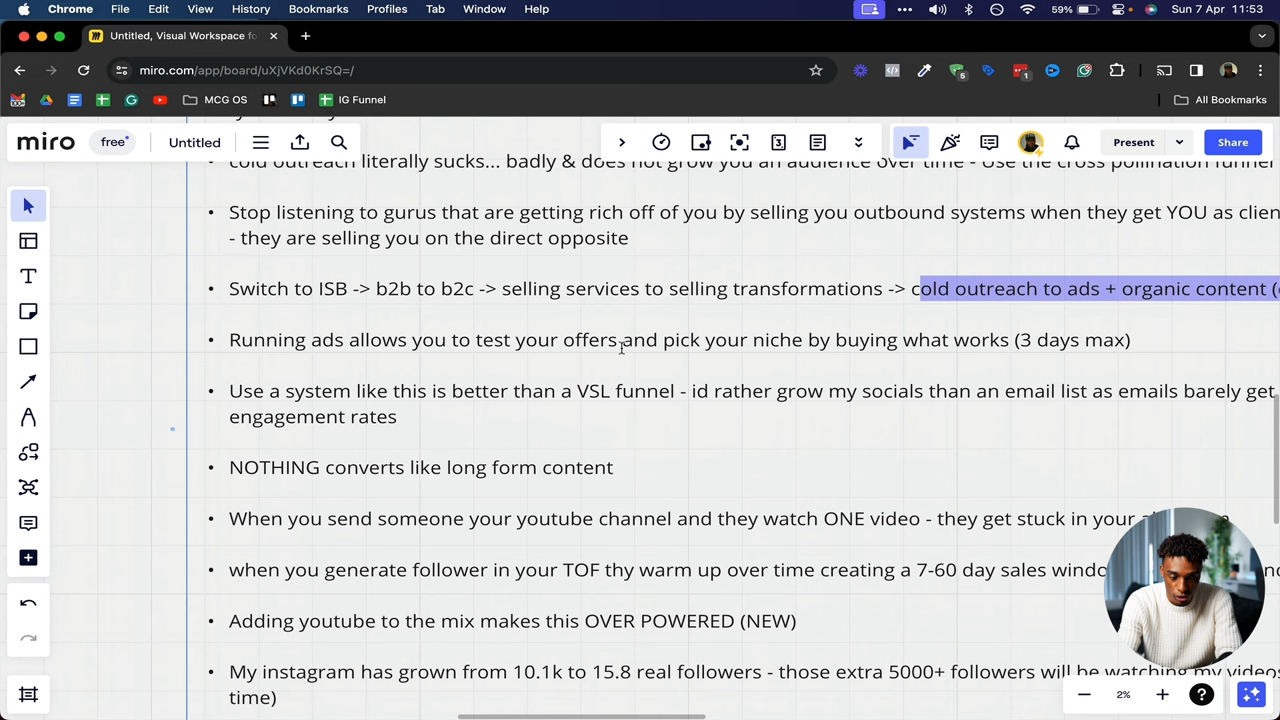 Chrome File Edit View History Bookmarks Profiles Tab Window Help 59% Sun 7 Apr 11:53
Untitled, Visual Workspace fo
miro.com/app/board/uXjVKd0KrSQ=/
5 1
MCG OS IG Funnel All Bookmarks
miro free Untitled 3 Present Share
cold outreach literally sucks... badly & does not grow you an audience over time - Use the cross pollination funnel
• Stop listening to gurus that are getting rich off of you by selling you outbound systems when they get YOU as clien
- they are selling you on the direct opposite
• Switch to ISB -> b2b to b2c -> selling services to selling transformations -> cold outreach to ads + organic content (
• Running ads allows you to test your offers and pick your niche by buying what works (3 days max)
• Use a system like this is better than a VSL funnel - id rather grow my socials than an email list as emails barely get
engagement rates
• NOTHING converts like long form content
• When you send someone your youtube channel and they watch ONE video - they get stuck in your
• when you generate follower in your TOF thy warm up over time creating a 7-60 day sales windo
• Adding youtube to the mix makes this OVER POWERED (NEW)
• My instagram has grown from 10.1k to 15.8 real followers - those extra 5000+ followers will be watching my videos
time)
2%